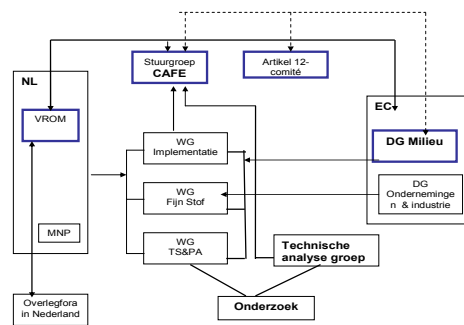 Stuurgroep
CAFE
Artikel 12-
comité
NL
VROM
MNP
Overlegfora
in Nederland
WG
Implementatie
WG
Fijn Stof
WG
TS&PA
EC
DG Milieu
DG
Onderneminge
n & industrie
Technische
analyse groep
Onderzoek